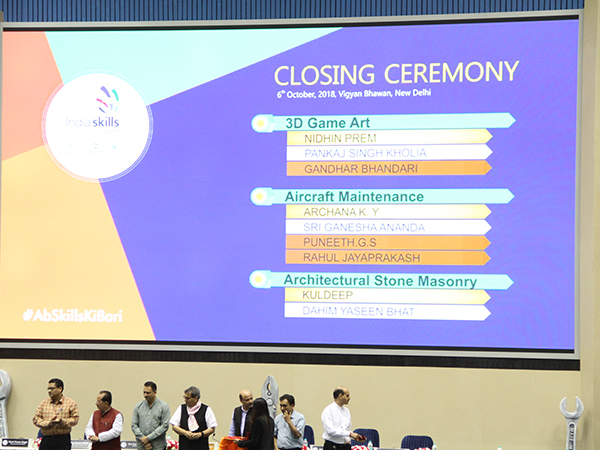 CLOSING CEREMONY
6th October, 2018, Vigyan Bhawan, New Delhi
indiaskills
3D Game Art
NIDHIN PREM
PANKAJ SINGH KHOLIA
GANDHAR BHANDARI
Aircraft Maintenance
ARCHANA K. Y
SRI GANESHA ANANDA
PUNEETH.G.S
RAHUL JAYAPRAKASH
Architectural Stone Masonry
KULDEEP
DAHIM YASEEN BHAT
#AbSkillsKiBari